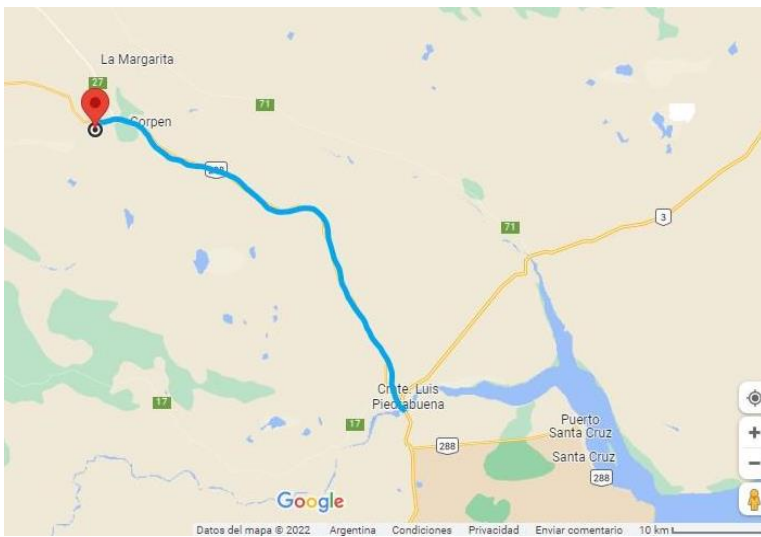 La Margarita
27
71
Corpen
288
3
71
Cmte. Luis
Piedrabuena
17
17
Puerto
Santa Cruz
288
Santa Cruz
288
+
−
Google
Datos del mapa © 2022 Argentina Condiciones Privacidad Enviar comentario 10 km